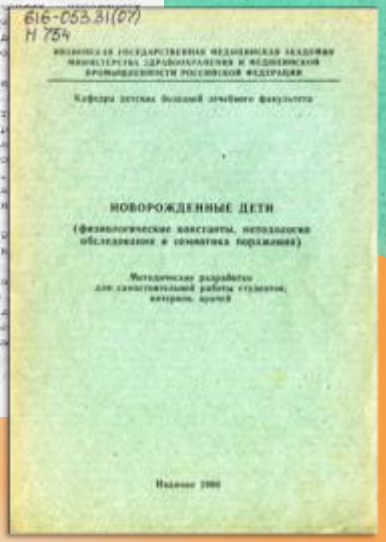 616-053.31(07)
Н 754
ИВАНОВСКАЯ ГОСУДАРСТВЕННАЯ МЕДИЦИНСКАЯ АКАДЕМИЯ
МИНИСТЕРСТВА ЗДРАВООХРАНЕНИЯ И МЕДИЦИНСКОЙ
ПРОМЫШЛЕННОСТИ РОССИЙСКОЙ ФЕДЕРАЦИИ
Кафедра детских болезней лечебного факультета
НОВОРОЖДЕННЫЕ ДЕТИ
(физиологические константы, методология
обследования и семиотика поражения)
Методические разработки
для самостоятельной работы студентов,
интернов, врачей
Иваново